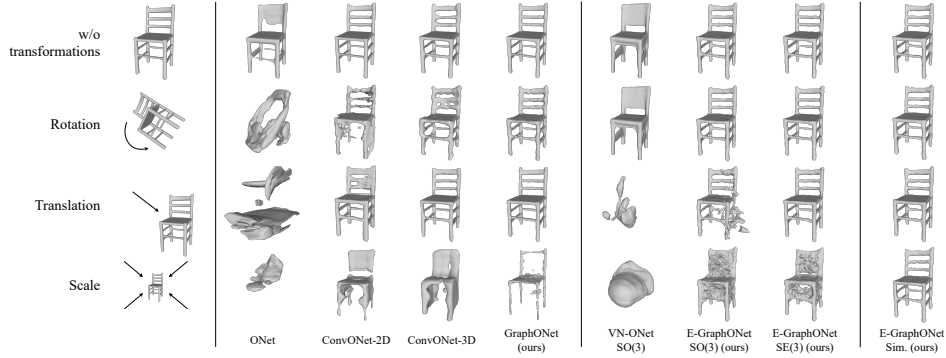 w/o
transformations
Rotation
Translation
Scale
ONet
ConvONet-2D
ConvONet-3D
GraphONet
(ours)
VN-ONet
SO(3)
E-GraphONet
SO(3) (ours)
E-GraphONet
SE(3) (ours)
E-GraphONet
Sim. (ours)